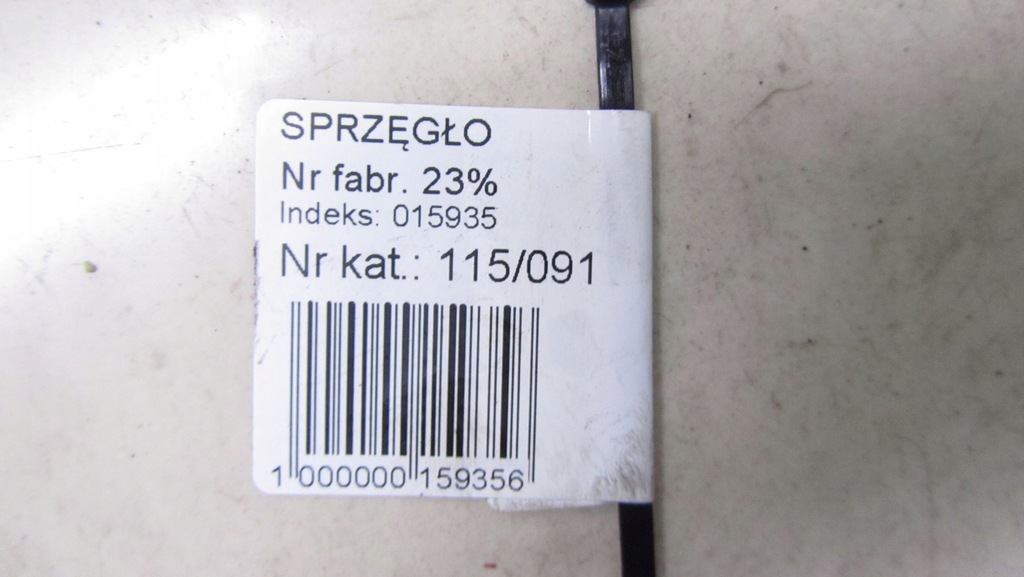 SPRZĘGŁO
Nr fabr. 23%
Indeks: 015935
Nr kat.: 115/091
1 000000 159356